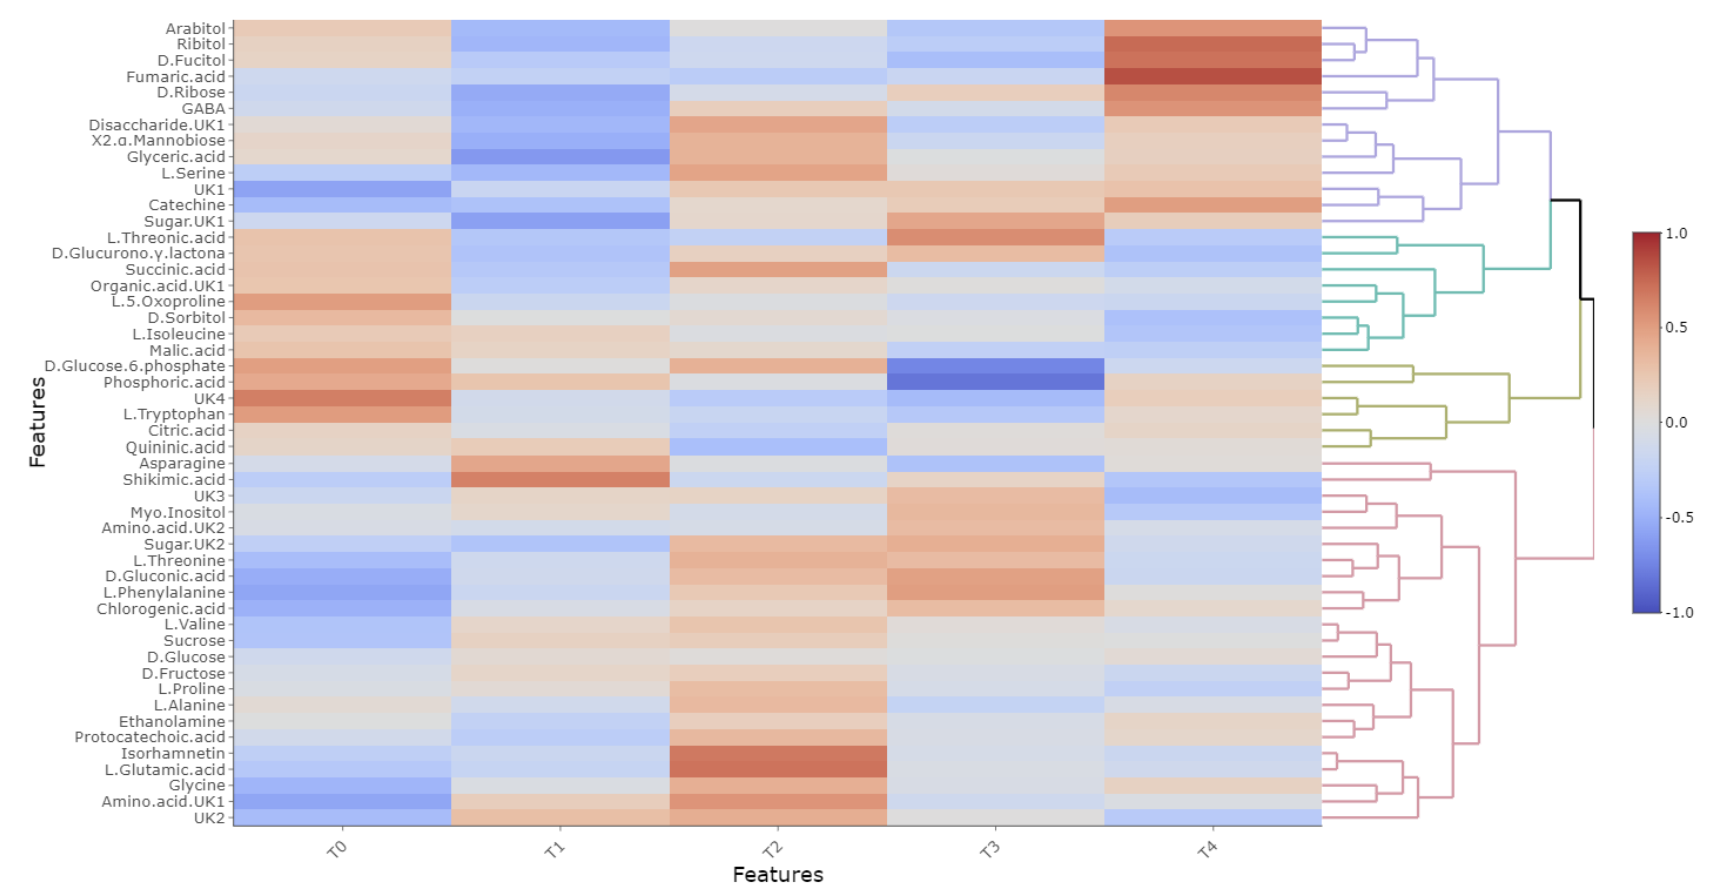 Arabitol
Ribitol
D.Fucitol
Fumaric.acid
D.Ribose
GABA
Disaccharide.UK1
X2.α.Mannobiose
Glyceric.acid
L.Serine
UK1
Catechine
Sugar.UK1
L.Threonic.acid
D.Glucurono.γ.lactona
Succinic.acid
Organic.acid.UK1
L.5.Oxoproline
D.Sorbitol
L.Isoleucine
Malic.acid
D.Glucose.6.phosphate
Phosphoric.acid
UK4
L.Tryptophan
Citric.acid
Quininic.acid
Asparagine
Shikimic.acid
UK3
Myo.Inositol
Amino.acid.UK2
Sugar.UK2
L.Threonine
D.Gluconic.acid
L.Phenylalanine
Chlorogenic.acid
L.Valine
Sucrose
D.Glucose
D.Fructose
L.Proline
L.Alanine
Ethanolamine
Protocatechoic.acid
Isorhamnetin
L.Glutamic.acid
Glycine
Amino.acid.UK1
UK2
Features
T0 T1 T2 T3 T4
Features
1.0
0.5
0.0
-0.5
-1.0